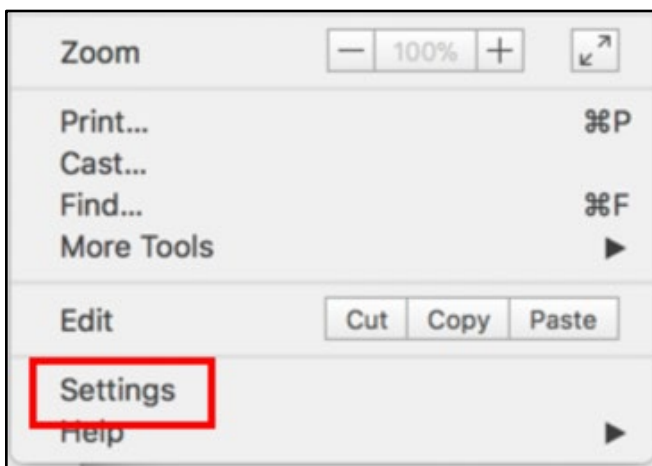 Zoom — 100% +
Print... ⌘P
Cast...
Find... ⌘F
More Tools ▶
Edit Cut Copy Paste
Settings
Help ▶